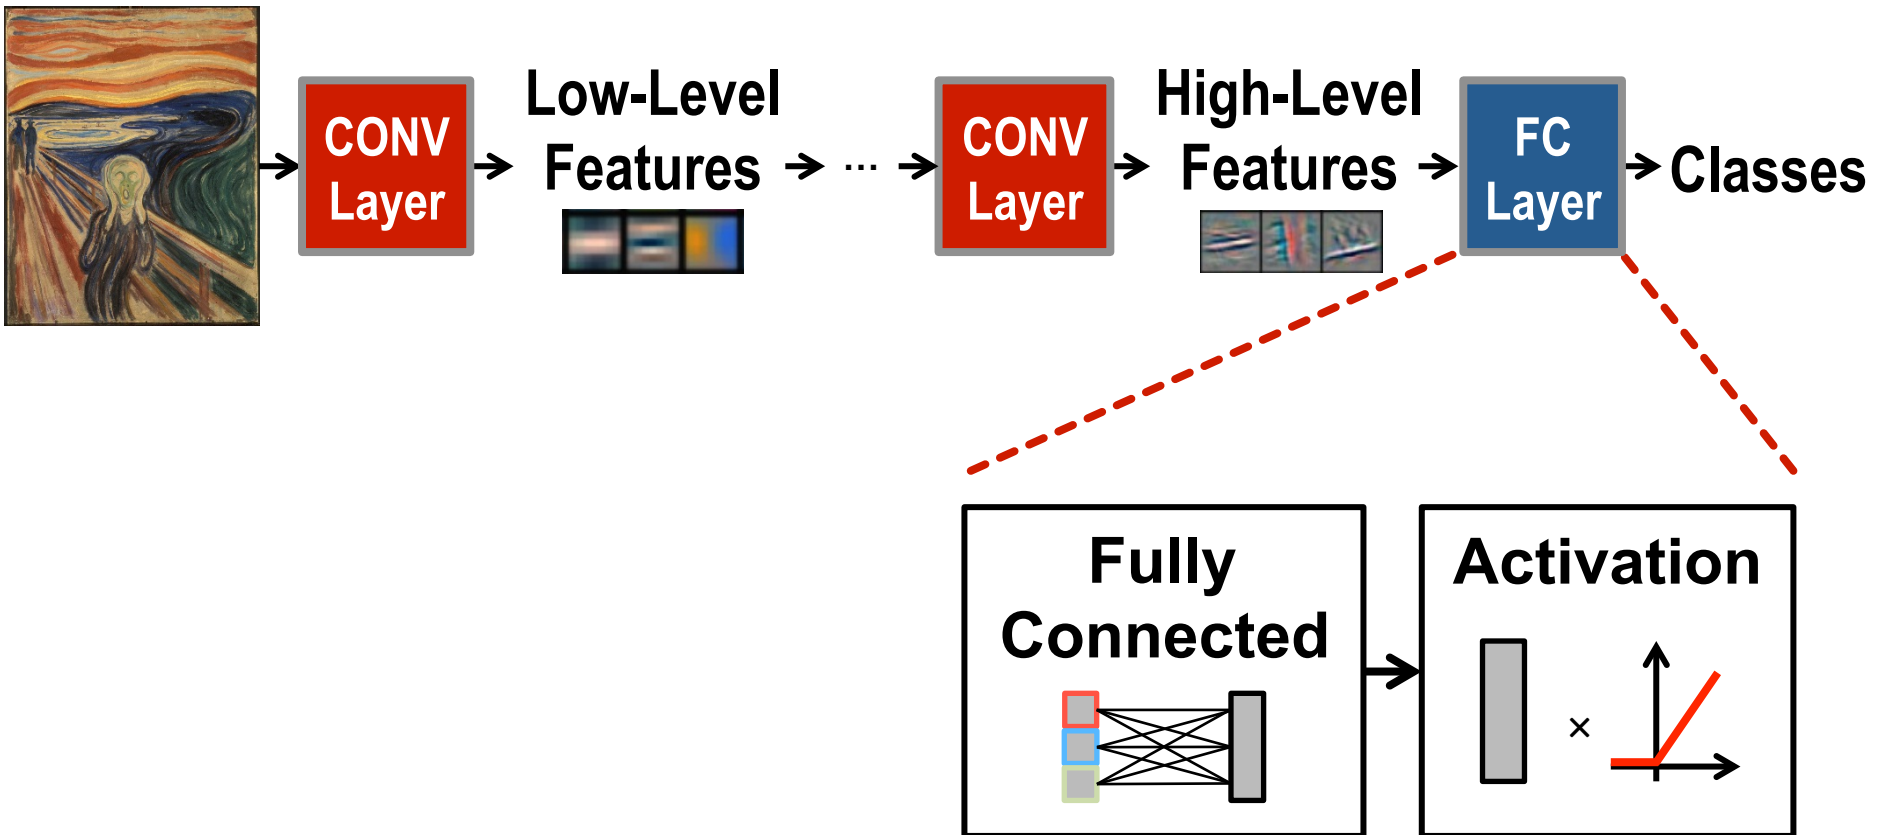 CONV
Layer
Low-Level
Features
...
CONV
Layer
High-Level
Features
FC
Layer
Classes
Fully
Connected
Activation
×